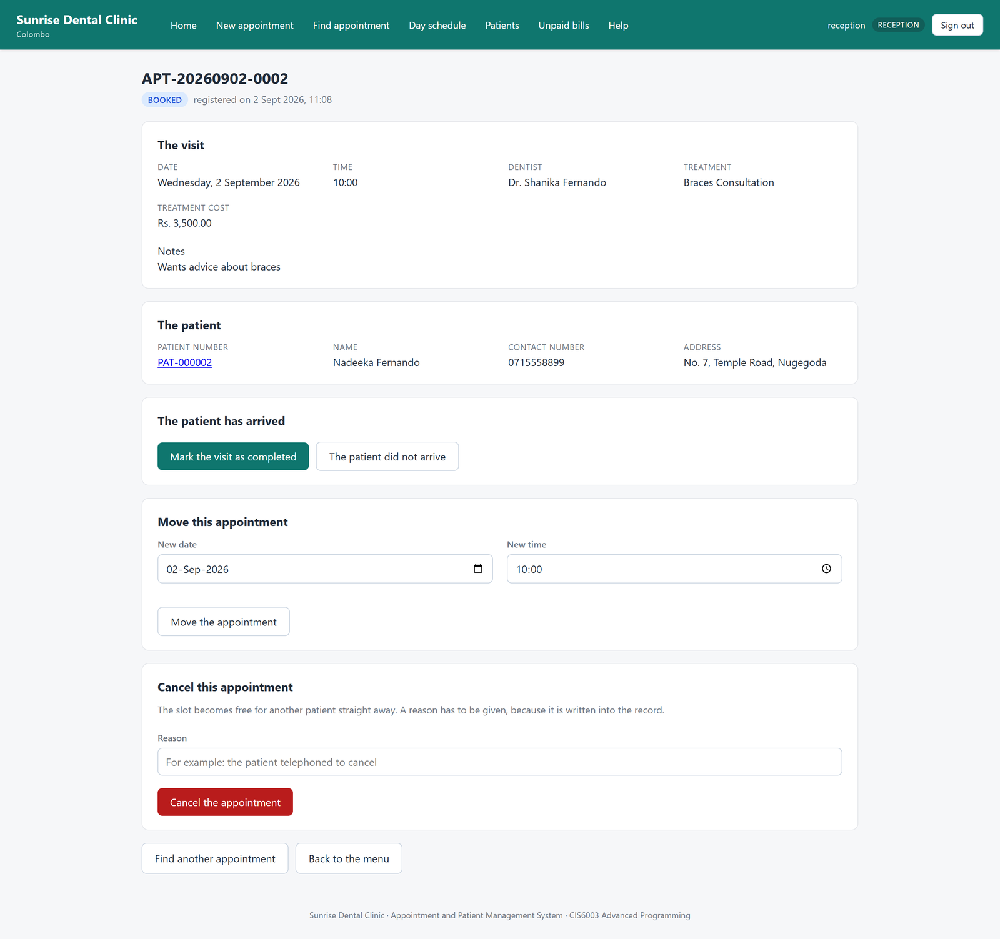 Sunrise Dental Clinic
Colombo
Home
New appointment
Find appointment
Day schedule
Patients
Unpaid bills
Help
reception
RECEPTION
Sign out
APT-20260902-0002
BOOKED registered on 2 Sept 2026, 11:08
The visit
DATE
Wednesday, 2 September 2026
TIME
10:00
DENTIST
Dr. Shanika Fernando
TREATMENT
Braces Consultation
TREATMENT COST
Rs. 3,500.00
Notes
Wants advice about braces
The patient
PATIENT NUMBER
PAT-000002
NAME
Nadeeka Fernando
CONTACT NUMBER
0715558899
ADDRESS
No. 7, Temple Road, Nugegoda
The patient has arrived
Mark the visit as completed
The patient did not arrive
Move this appointment
New date
02-Sep-2026
New time
10:00
Move the appointment
Cancel this appointment
The slot becomes free for another patient straight away. A reason has to be given, because it is written into the record.
Reason
For example: the patient telephoned to cancel
Cancel the appointment
Find another appointment
Back to the menu
Sunrise Dental Clinic · Appointment and Patient Management System · CIS6003 Advanced Programming